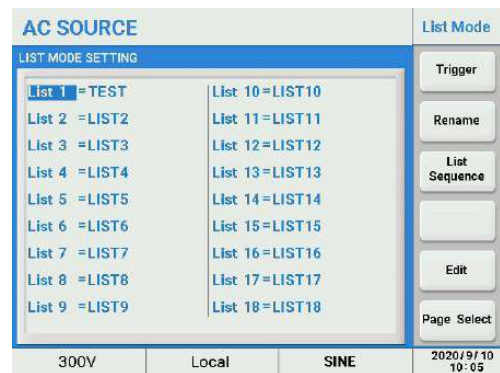 AC SOURCE
List Mode
LIST MODE SETTING
List 1 =TEST
List 2 =LIST2
List 3 =LIST3
List 4 =LIST4
List 5 =LIST5
List 6 =LIST6
List 7 =LIST7
List 8 =LIST8
List 9 =LIST9
List 10=LIST10
List 11=LIST11
List 12=LIST12
List 13=LIST13
List 14=LIST14
List 15=LIST15
List 16=LIST16
List 17=LIST17
List 18=LIST18
Trigger
Rename
List
Sequence
Edit
Page Select
300V
Local
SINE
2020/9/10
10:05